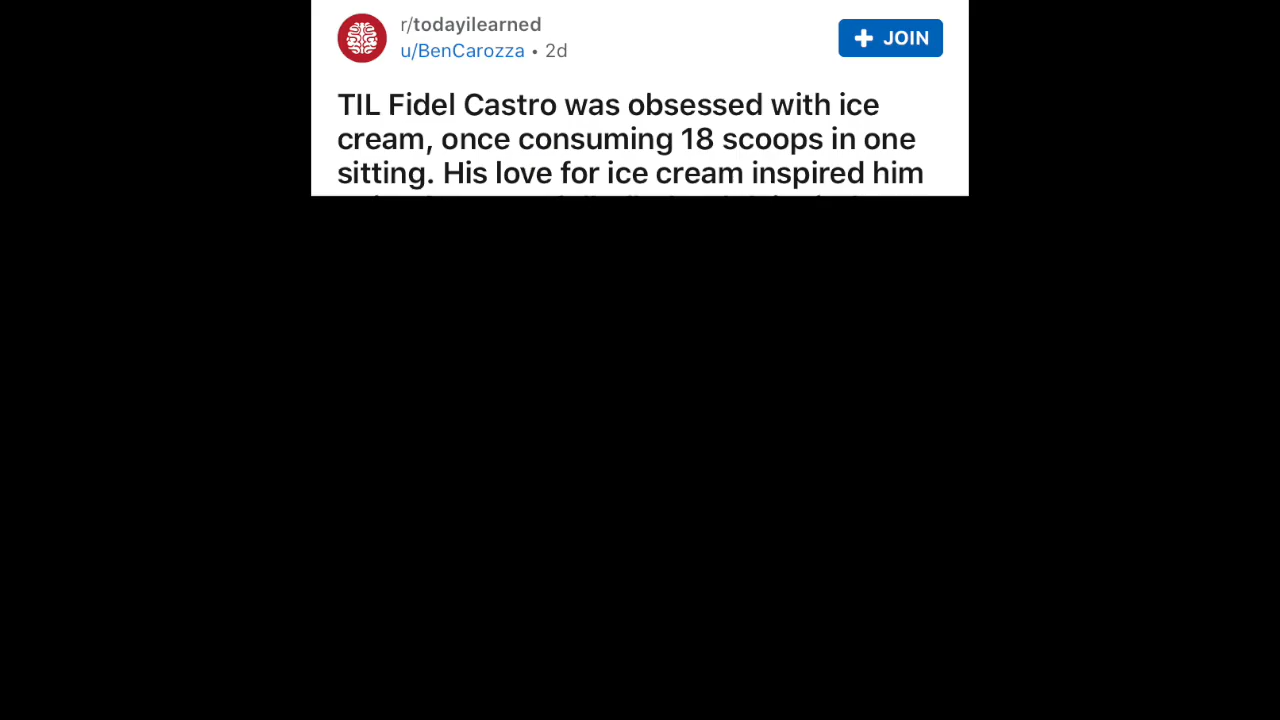 r/todayilearned
u/BenCarozza • 2d
+ JOIN
TIL Fidel Castro was obsessed with ice
cream, once consuming 18 scoops in one
sitting. His love for ice cream inspired him